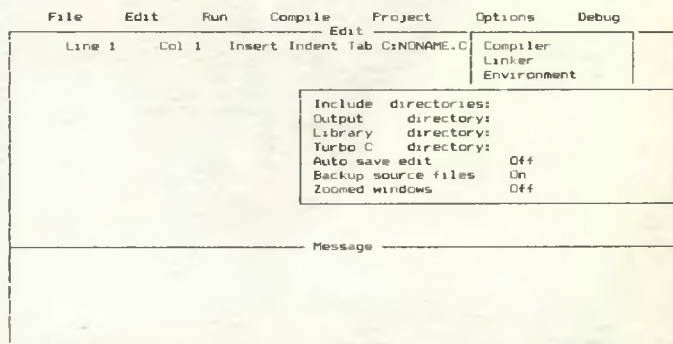 File Edit Run Compile Project Options Debug
Edit
Line 1 Col 1 Insert Indent Tab C:NONAME.C
Compiler
Linker
Environment
Include directories:
Output directory:
Library directory:
Turbo C directory:
Auto save edit Off
Backup source files On
Zoomed windows Off
Message